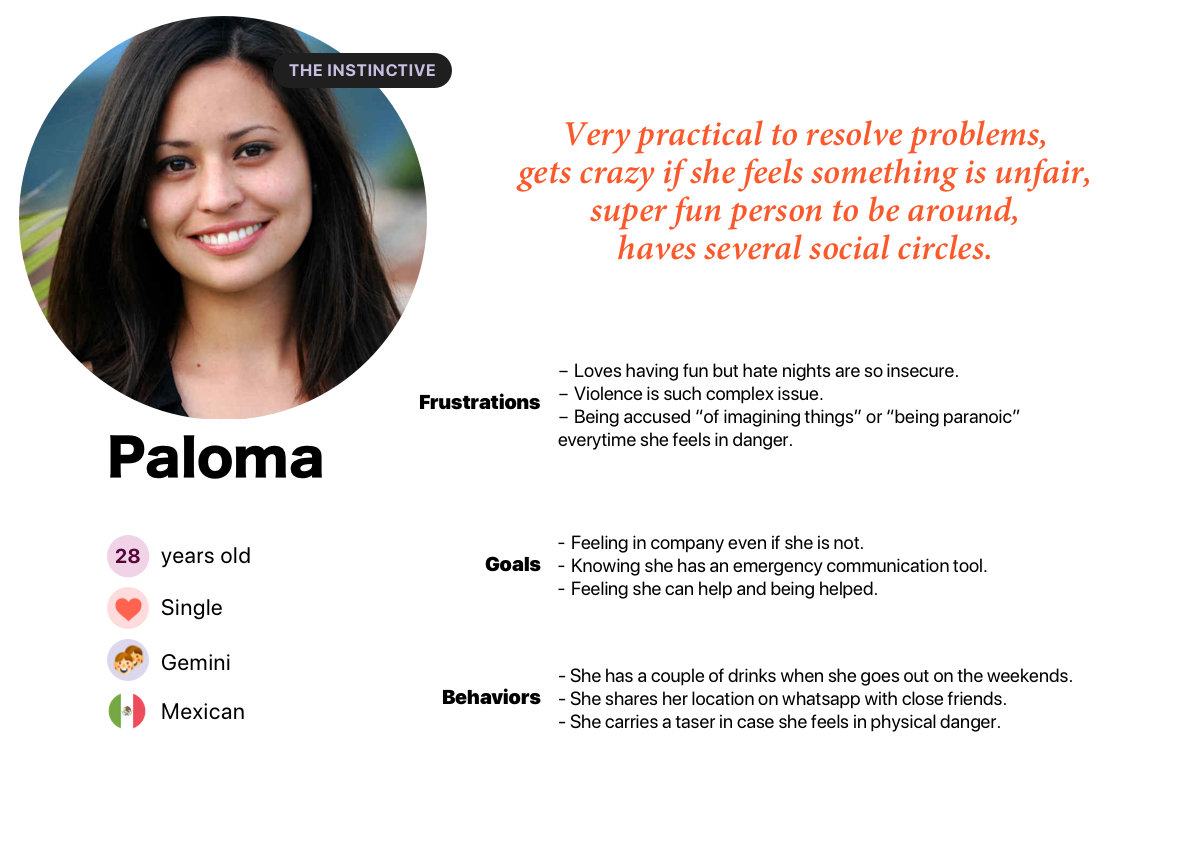 THE INSTINCTIVE
Very practical to resolve problems,
gets crazy if she feels something is unfair,
super fun person to be around,
haves several social circles.
Paloma
28 years old
Single
Gemini
Mexican
Frustrations
– Loves having fun but hate nights are so insecure.
– Violence is such complex issue.
– Being accused “of imagining things” or “being paranoic”
everytime she feels in danger.
Goals
- Feeling in company even if she is not.
- Knowing she has an emergency communication tool.
- Feeling she can help and being helped.
Behaviors
- She has a couple of drinks when she goes out on the weekends.
- She shares her location on whatsapp with close friends.
- She carries a taser in case she feels in physical danger.